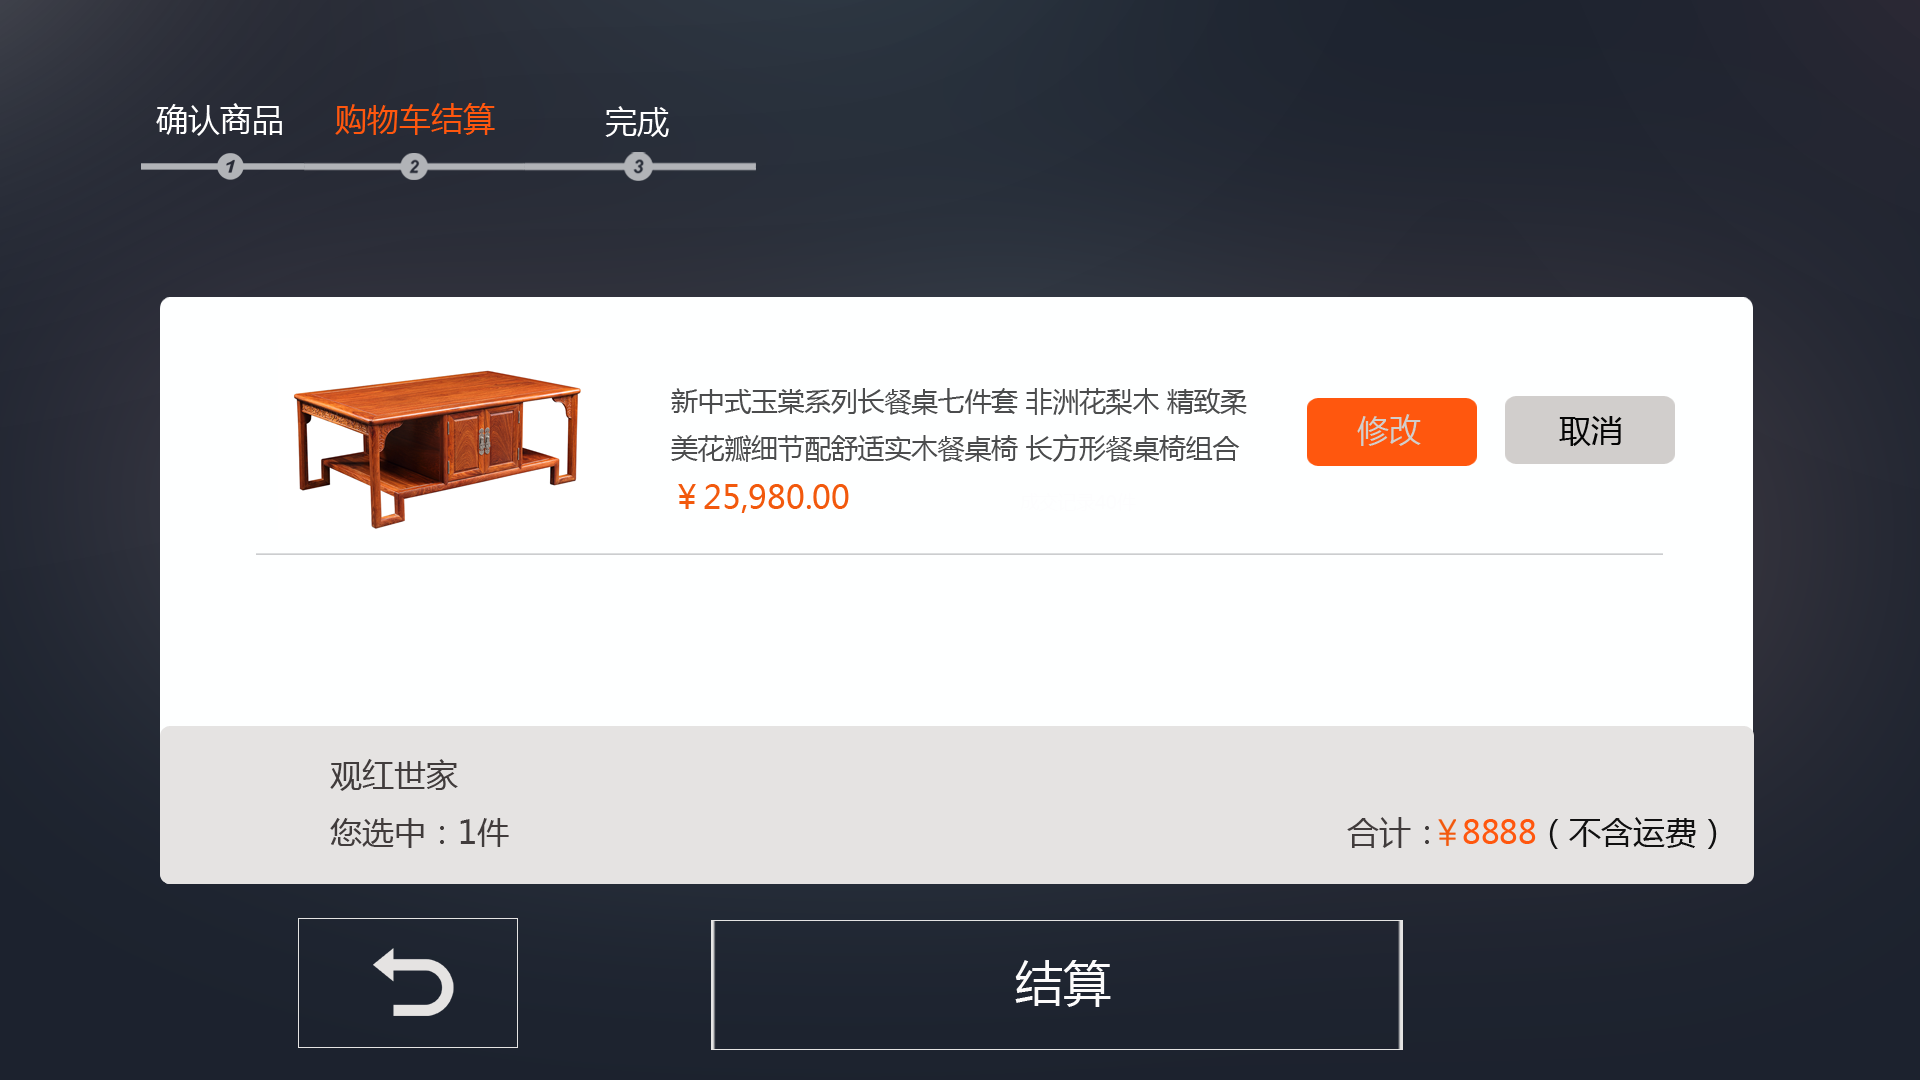 确认商品 购物车结算 完成
1 2 3
新中式玉棠系列长餐桌七件套 非洲花梨木 精致柔
美花瓣细节配舒适实木餐桌椅 长方形餐桌椅组合
¥25,980.00
修改 取消
观红世家
您选中：1件
合计：¥8888（不含运费）
结算